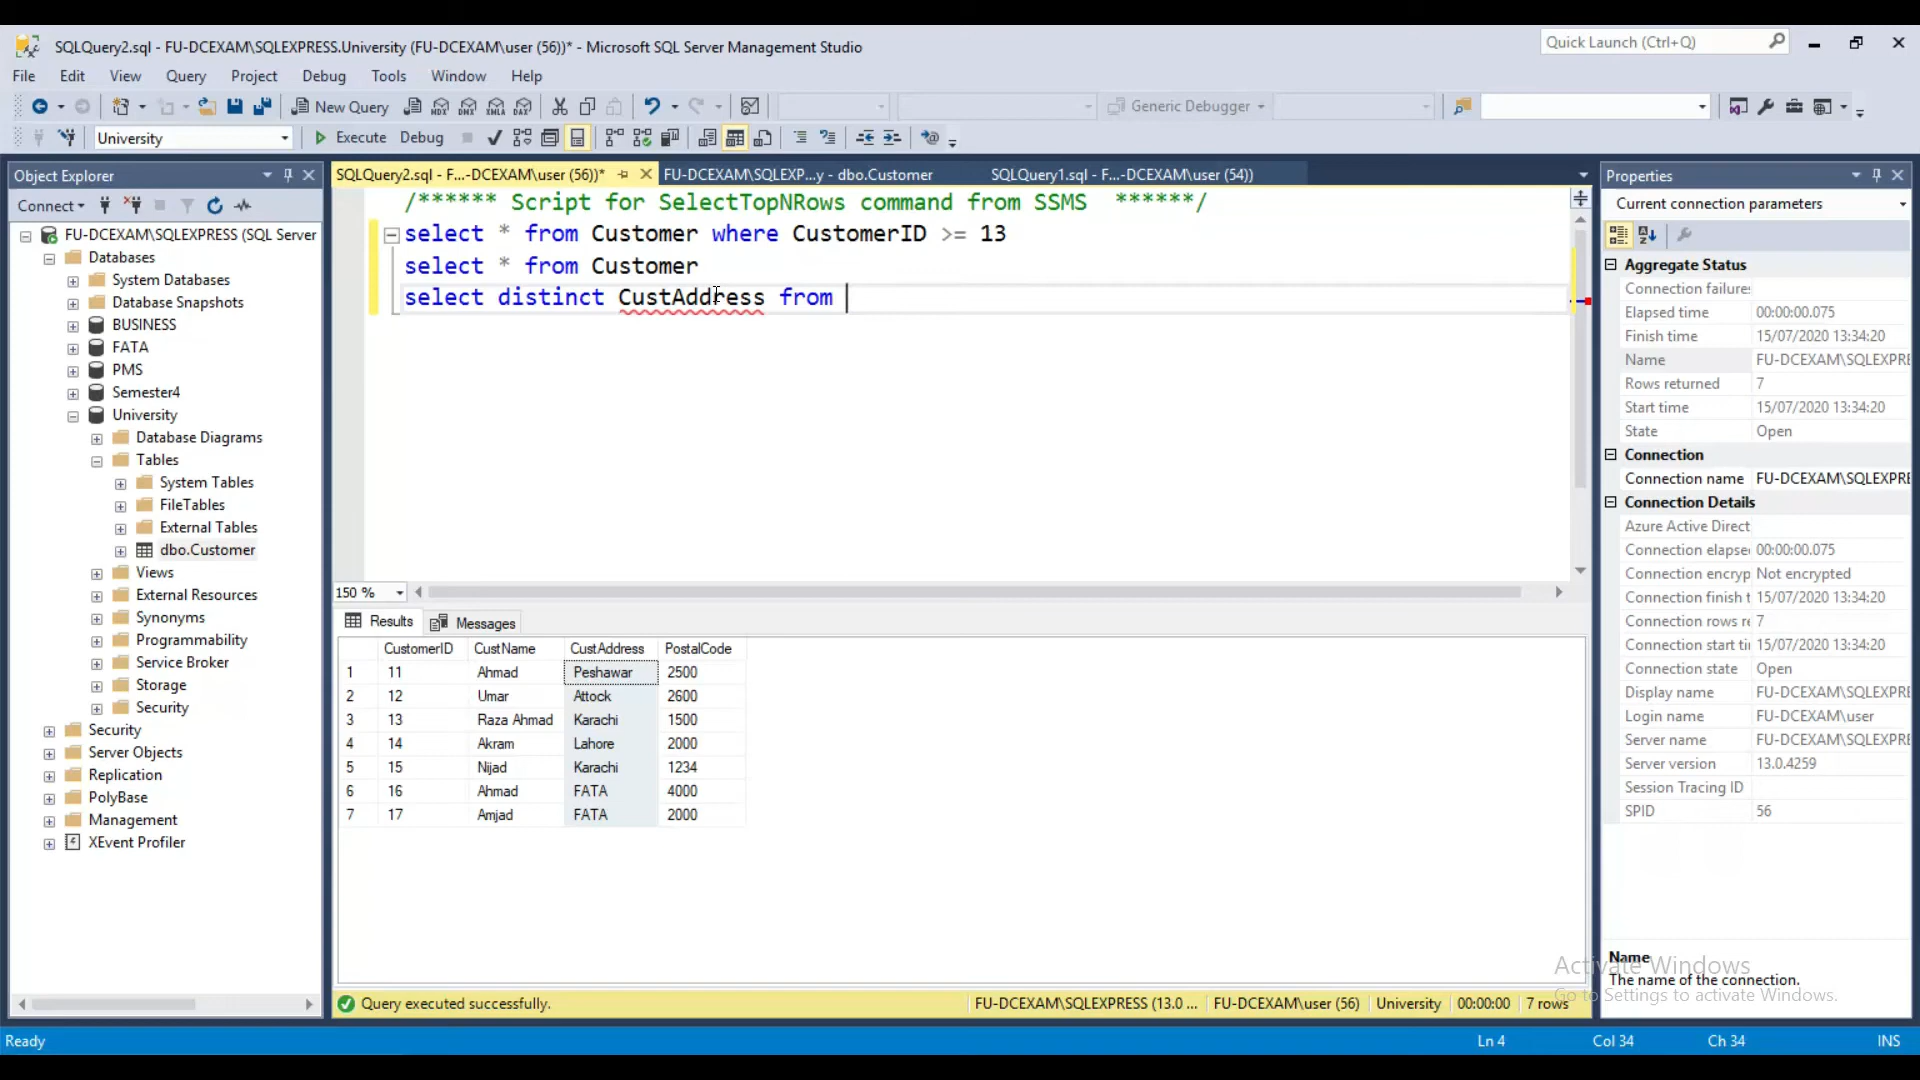 SQLQuery2.sql - FU-DCEXAM\SQLEXPRESS.University (FU-DCEXAM\user (56))* - Microsoft SQL Server Management Studio
Quick Launch (Ctrl+Q)
File Edit View Query Project Debug Tools Window Help
New Query MDX DMX XMLA DAX Generic Debugger
University Execute Debug
Object Explorer
Connect
FU-DCEXAM\SQLEXPRESS (SQL Server
Databases
System Databases
Database Snapshots
BUSINESS
FATA
PMS
Semester4
University
Database Diagrams
Tables
System Tables
FileTables
External Tables
dbo.Customer
Views
External Resources
Synonyms
Programmability
Service Broker
Storage
Security
Security
Server Objects
Replication
PolyBase
Management
XEvent Profiler
SQLQuery2.sql - F...-DCEXAM\user (56))* FU-DCEXAM\SQLEXP...y - dbo.Customer SQLQuery1.sql - F...-DCEXAM\user (54))
/****** Script for SelectTopNRows command from SSMS ******/
select * from Customer where CustomerID >= 13
select * from Customer
select distinct CustAddress from
150 %
Results Messages
CustomerID CustName CustAddress PostalCode
1 11 Ahmad Peshawar 2500
2 12 Umar Attock 2600
3 13 Raza Ahmad Karachi 1500
4 14 Akram Lahore 2000
5 15 Nijad Karachi 1234
6 16 Ahmad FATA 4000
7 17 Amjad FATA 2000
Query executed successfully. FU-DCEXAM\SQLEXPRESS (13.0 ... FU-DCEXAM\user (56) University 00:00:00 7 rows
Properties
Current connection parameters
Aggregate Status
Connection failures
Elapsed time 00:00:00.075
Finish time 15/07/2020 13:34:20
Name FU-DCEXAM\SQLEXPRE
Rows returned 7
Start time 15/07/2020 13:34:20
State Open
Connection
Connection name FU-DCEXAM\SQLEXPRE
Connection Details
Azure Active Direct
Connection elapse 00:00:00.075
Connection encryp Not encrypted
Connection finish t 15/07/2020 13:34:20
Connection rows re 7
Connection start ti 15/07/2020 13:34:20
Connection state Open
Display name FU-DCEXAM\SQLEXPRE
Login name FU-DCEXAM\user
Server name FU-DCEXAM\SQLEXPRE
Server version 13.0.4259
Session Tracing ID
SPID 56
Name
The name of the connection.
Activate Windows
Go to Settings to activate Windows.
Ready Ln 4 Col 34 Ch 34 INS